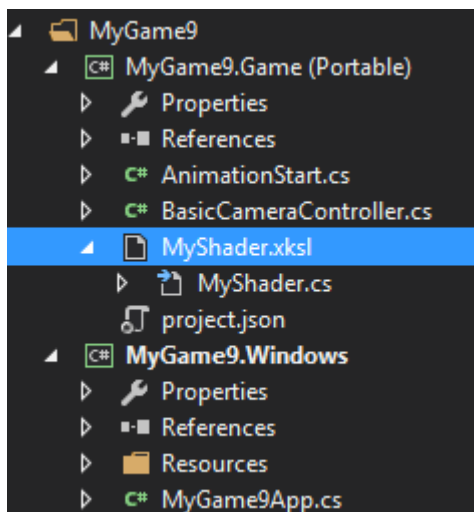 MyGame9
C# MyGame9.Game (Portable)
Properties
References
C# AnimationStart.cs
C# BasicCameraController.cs
MyShader.xksl
MyShader.cs
project.json
C# MyGame9.Windows
Properties
References
Resources
C# MyGame9App.cs